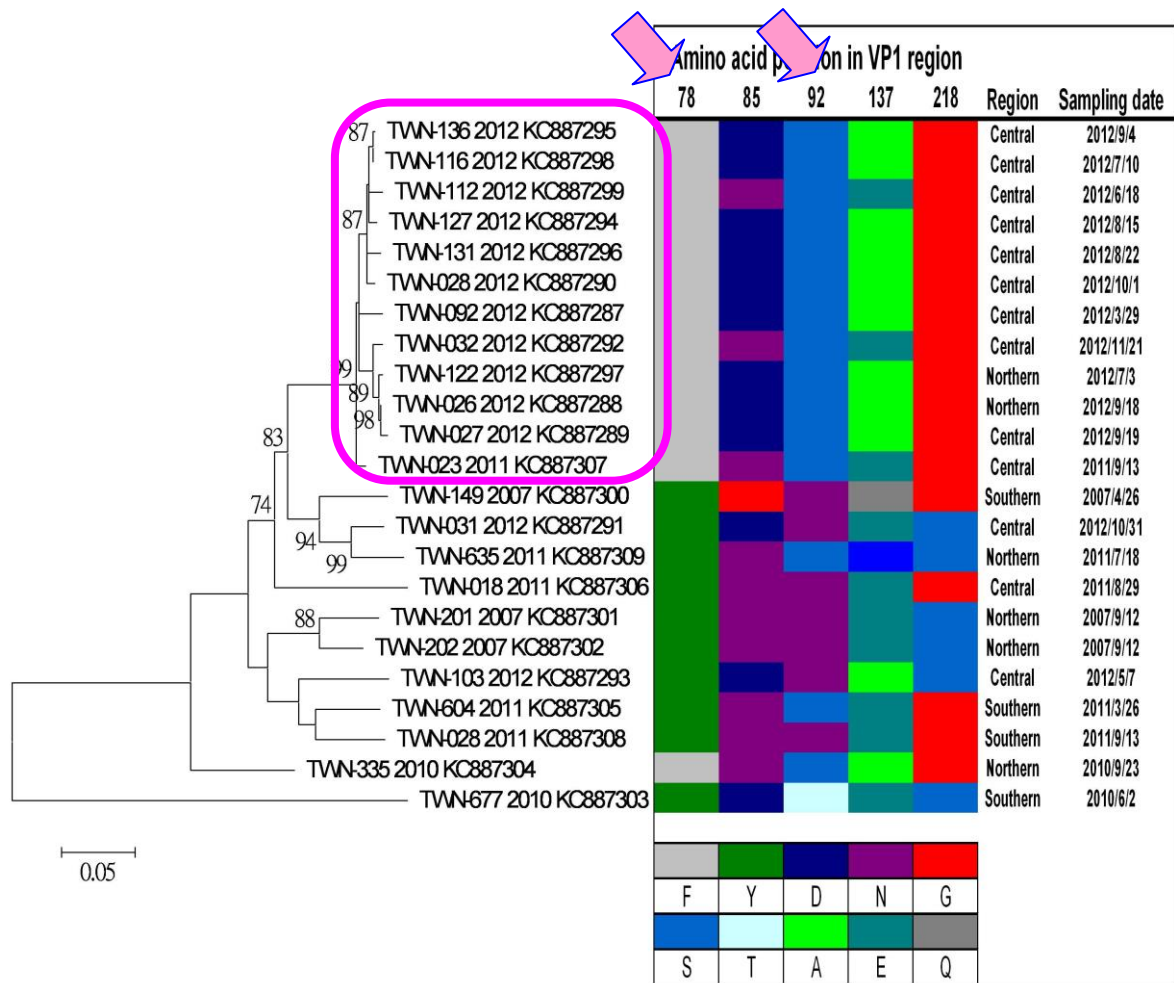 Amino acid position in VP1 region
78 85 92 137 218 Region Sampling date
87 TWN-136 2012 KC887295 Central 2012/9/4
TWN-116 2012 KC887298 Central 2012/7/10
TWN-112 2012 KC887299 Central 2012/6/18
87 TWN-127 2012 KC887294 Central 2012/8/15
TWN-131 2012 KC887296 Central 2012/8/22
TWN-028 2012 KC887290 Central 2012/10/1
TWN-092 2012 KC887287 Central 2012/3/29
TWN-032 2012 KC887292 Central 2012/11/21
99 TWN-122 2012 KC887297 Northern 2012/7/3
89 TWN-026 2012 KC887288 Northern 2012/9/18
98 TWN-027 2012 KC887289 Central 2012/9/19
83 TWN-023 2011 KC887307 Central 2011/9/13
74 TWN-149 2007 KC887300 Southern 2007/4/26
94 TWN-031 2012 KC887291 Central 2012/10/31
99 TWN-635 2011 KC887309 Northern 2011/7/18
TWN-018 2011 KC887306 Central 2011/8/29
88 TWN-201 2007 KC887301 Northern 2007/9/12
TWN-202 2007 KC887302 Northern 2007/9/12
TWN-103 2012 KC887293 Central 2012/5/7
TWN-604 2011 KC887305 Southern 2011/3/26
TWN-028 2011 KC887308 Southern 2011/9/13
TWN-335 2010 KC887304 Northern 2010/9/23
TWN-677 2010 KC887303 Southern 2010/6/2
0.05
F Y D N G
S T A E Q